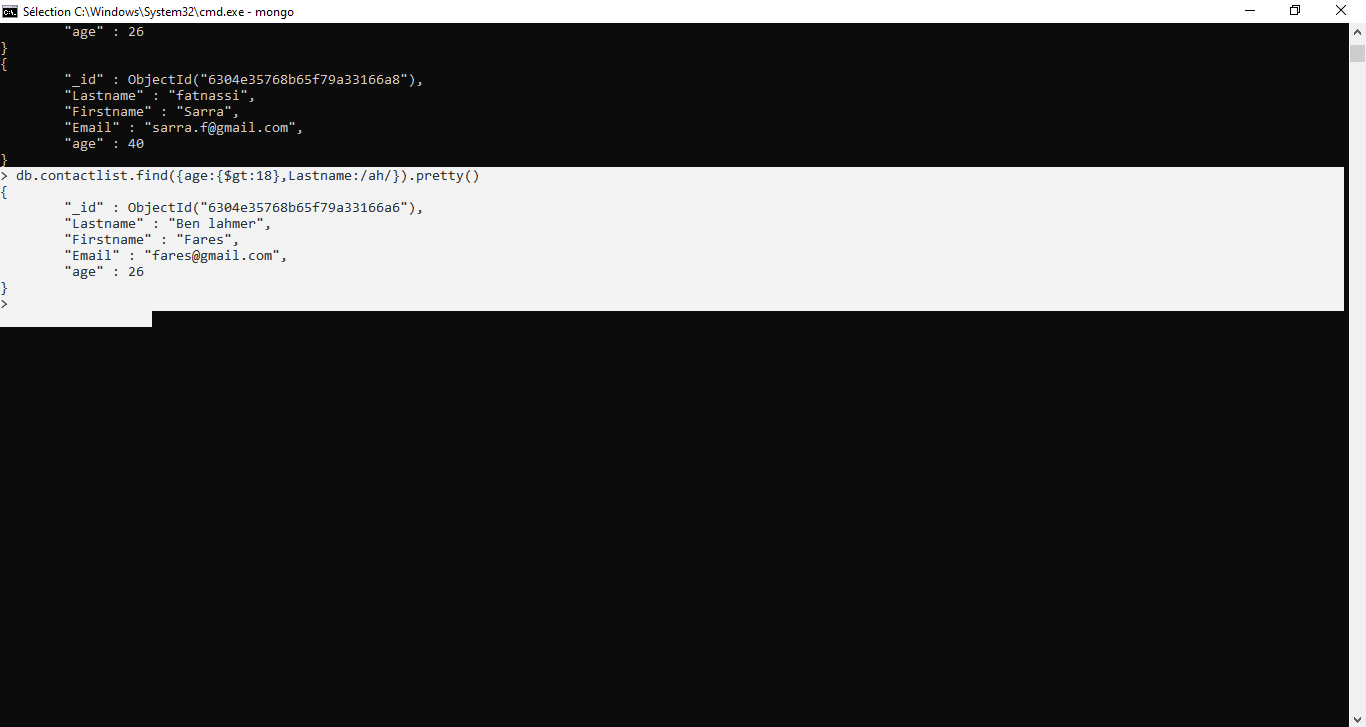 Sélection C:\Windows\System32\cmd.exe - mongo
"age" : 26
}
{
"_id" : ObjectId("6304e35768b65f79a33166a8"),
"Lastname" : "fatnassi",
"Firstname" : "Sarra",
"Email" : "sarra.f@gmail.com",
"age" : 40
}
> db.contactlist.find({age:{$gt:18},Lastname:/ah/}).pretty()
{
"_id" : ObjectId("6304e35768b65f79a33166a6"),
"Lastname" : "Ben lahmer",
"Firstname" : "Fares",
"Email" : "fares@gmail.com",
"age" : 26
}
>